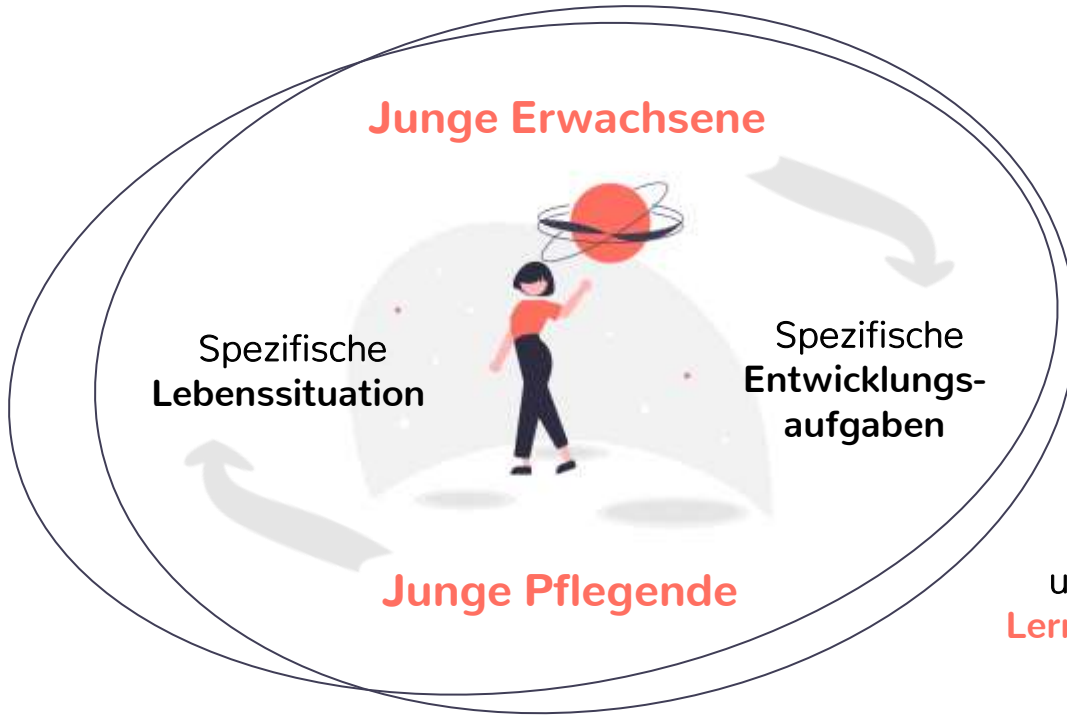 Junge Erwachsene
Spezifische
Lebenssituation
Spezifische
Entwicklungs-
aufgaben
Junge Pflegende